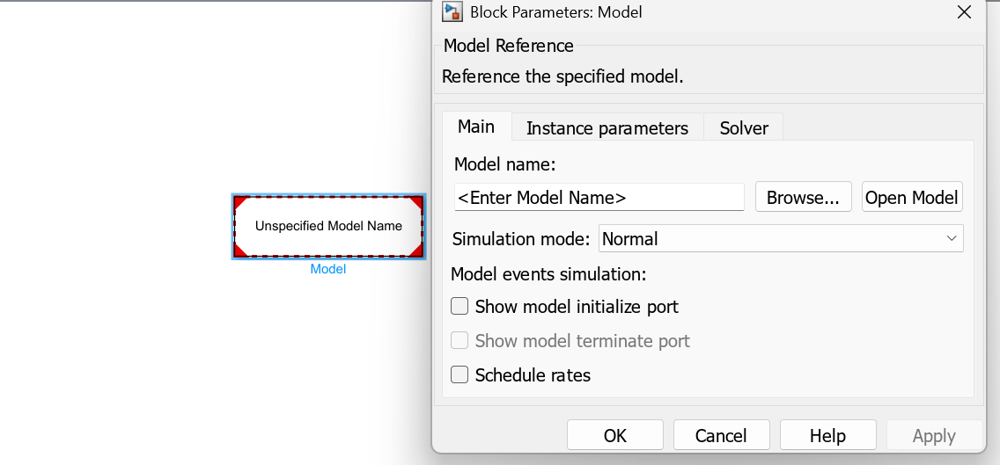 Block Parameters: Model
Model Reference
Reference the specified model.
Main Instance parameters Solver
Model name:
<Enter Model Name> Browse... Open Model
Simulation mode: Normal
Model events simulation:
Show model initialize port
Show model terminate port
Schedule rates
OK Cancel Help Apply
Unspecified Model Name
Model